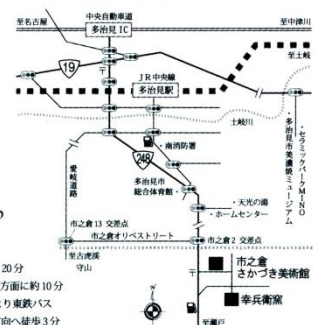 中央自動車道
至名古屋
至中津川
多治見IC
至土岐
19
JR中央線
多治見駅
土岐川
・セラミックパークMINO
・多治見市美濃焼ミュージアム
・南消防署
248
愛岐道路
多治見市
総合体育館・
・天光の湯
・ホームセンター
市之倉13 交差点
市之倉オリベストリート
市之倉2 交差点
至古虎渓
守山
市之倉
さかづき美術館
20分
方面に約10分
り東鉄バス
向へ徒歩3分
幸兵衛窯
至瀬戸